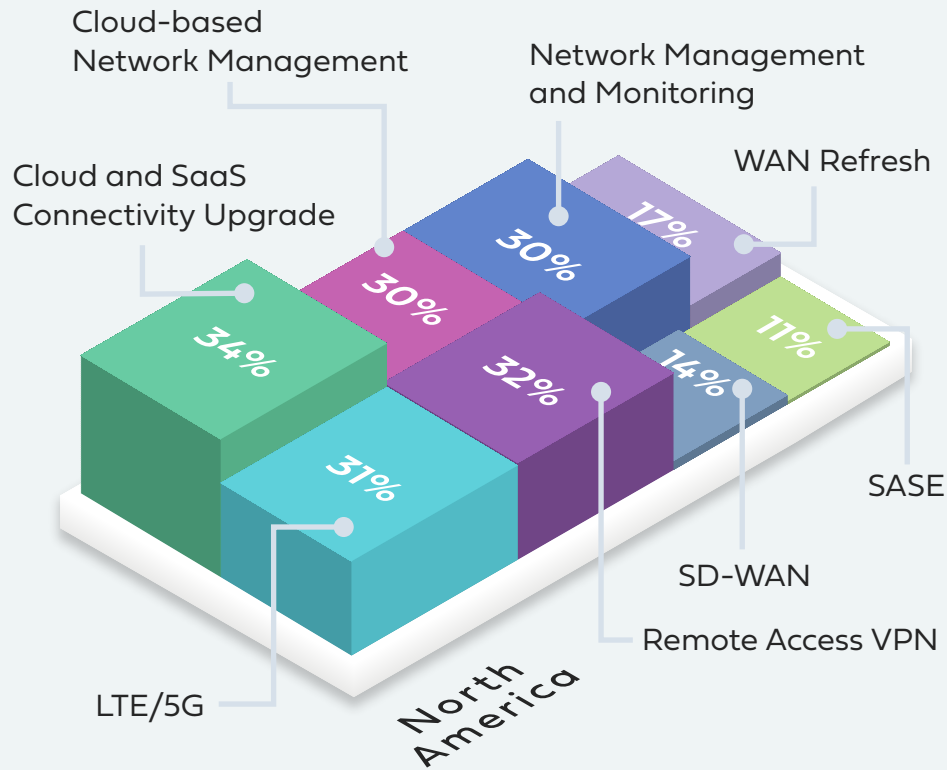 Cloud-based
Network Management
Network Management
and Monitoring
WAN Refresh
Cloud and SaaS
Connectivity Upgrade
17%
30%
30%
34%
11%
32%
14%
31%
SASE
SD-WAN
Remote Access VPN
LTE/5G
North
America